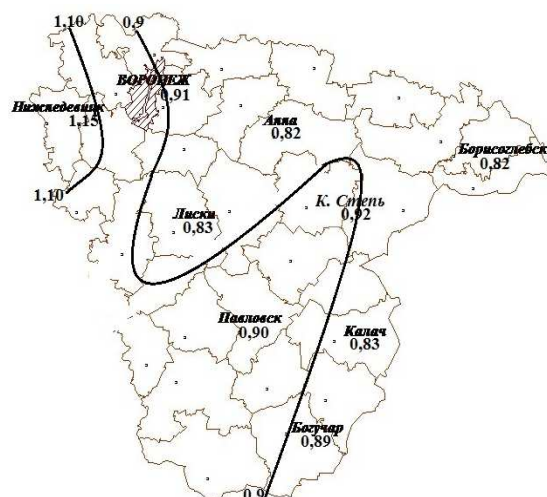 1,10
0,9
ВОРОНЕЖ
0,91
Нижнедевицк
1,15
Анна
0,82
Борисоглебск
0,82
1,10
К. Степь
0,92
Лиски
0,83
Павловск
0,90
Калач
0,83
Богучар
0,89
0,9